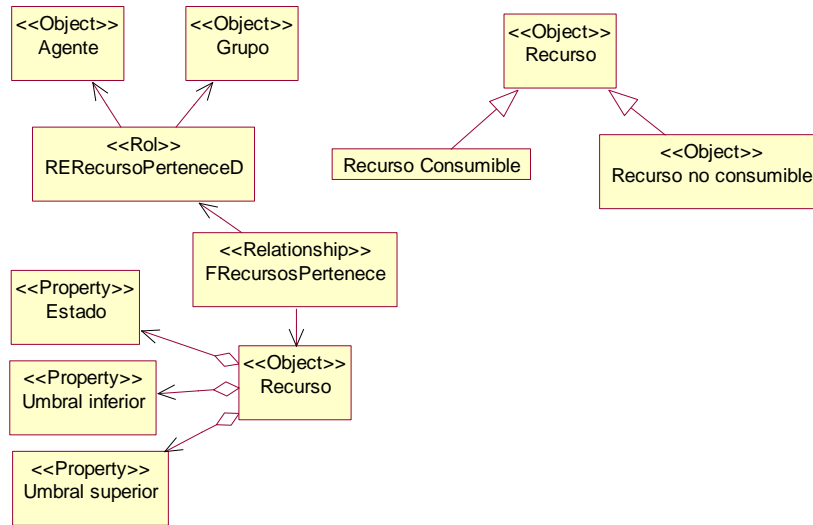 <<Object>>
Agente
<<Object>>
Grupo
<<Object>>
Recurso
<<Rol>>
RERecursoPerteneceD
Recurso Consumible
<<Object>>
Recurso no consumible
<<Relationship>>
FRecursosPertenece
<<Property>>
Estado
<<Object>>
Recurso
<<Property>>
Umbral inferior
<<Property>>
Umbral superior